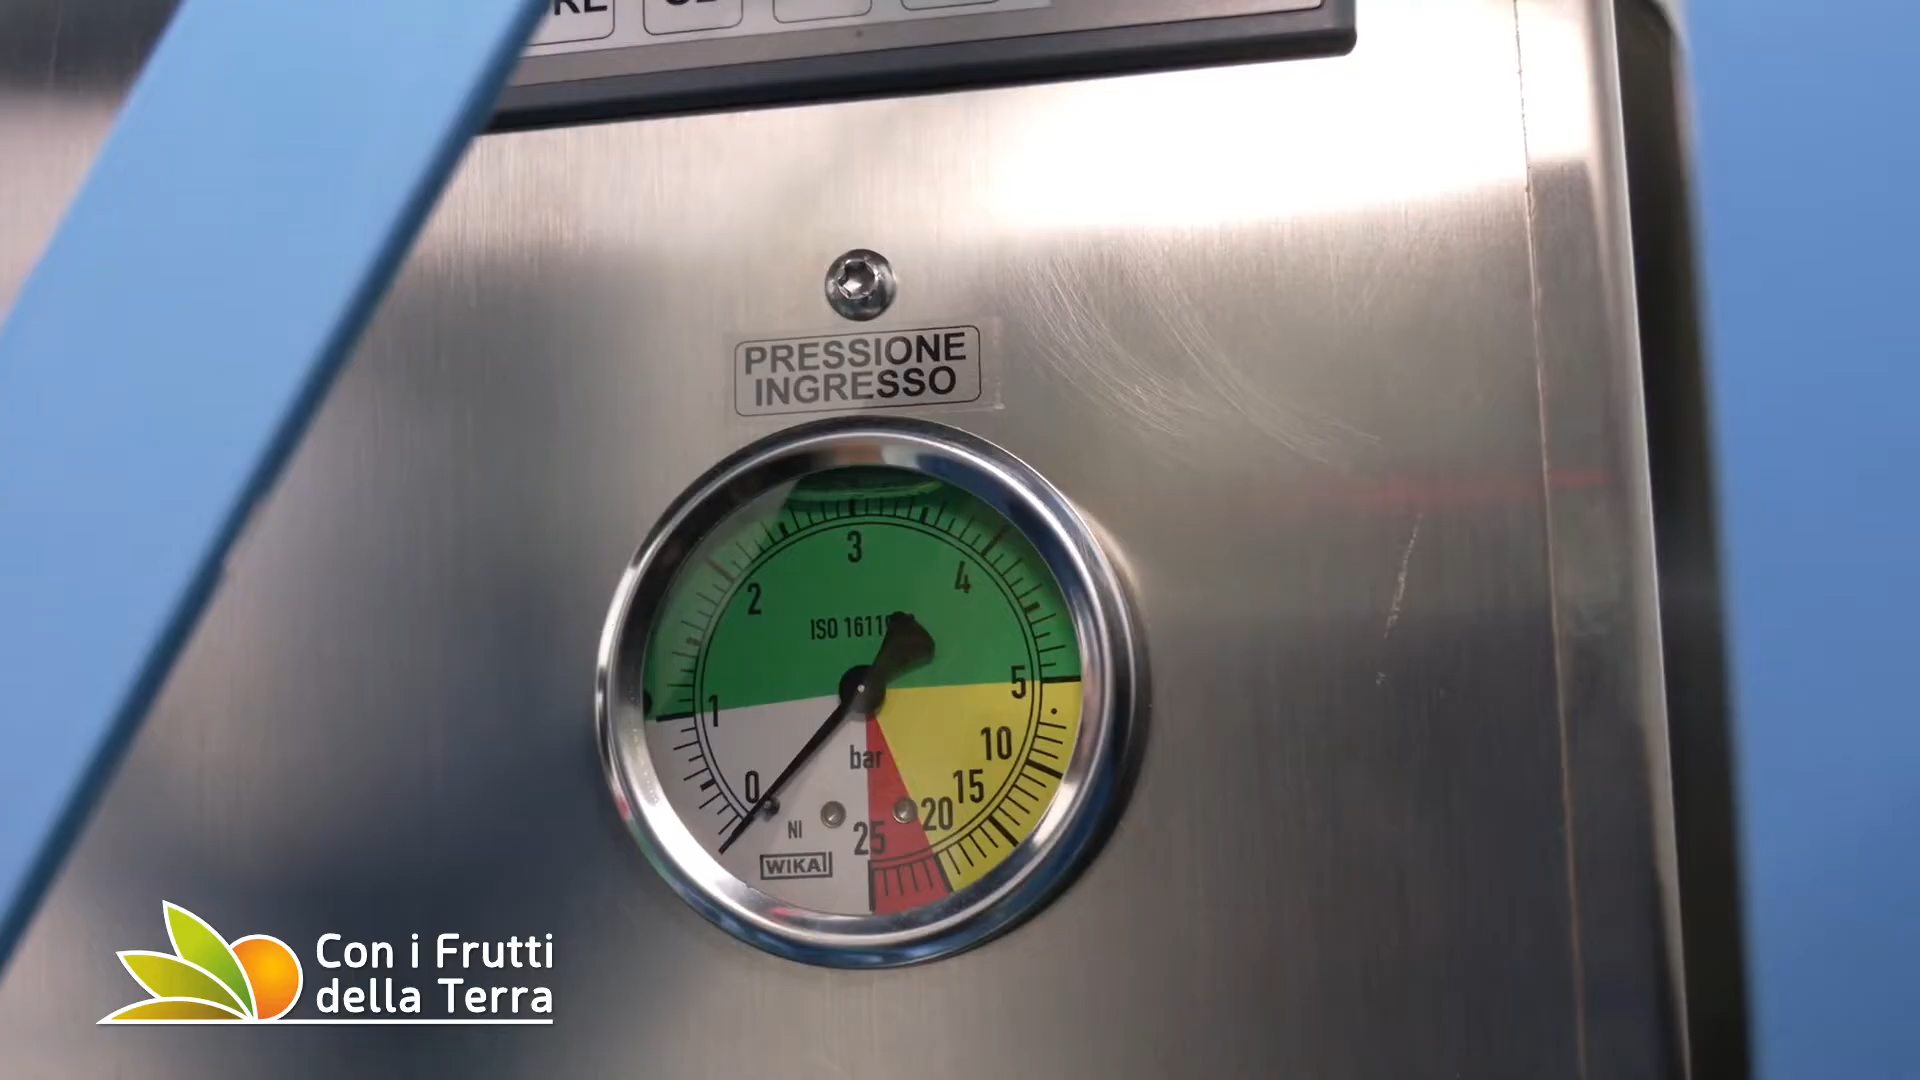 PRESSIONE
INGRESSO
3
2
4
ISO 1611
1
5
bar
10
0
15
20
NI
25
WIKA
Con i Frutti
della Terra